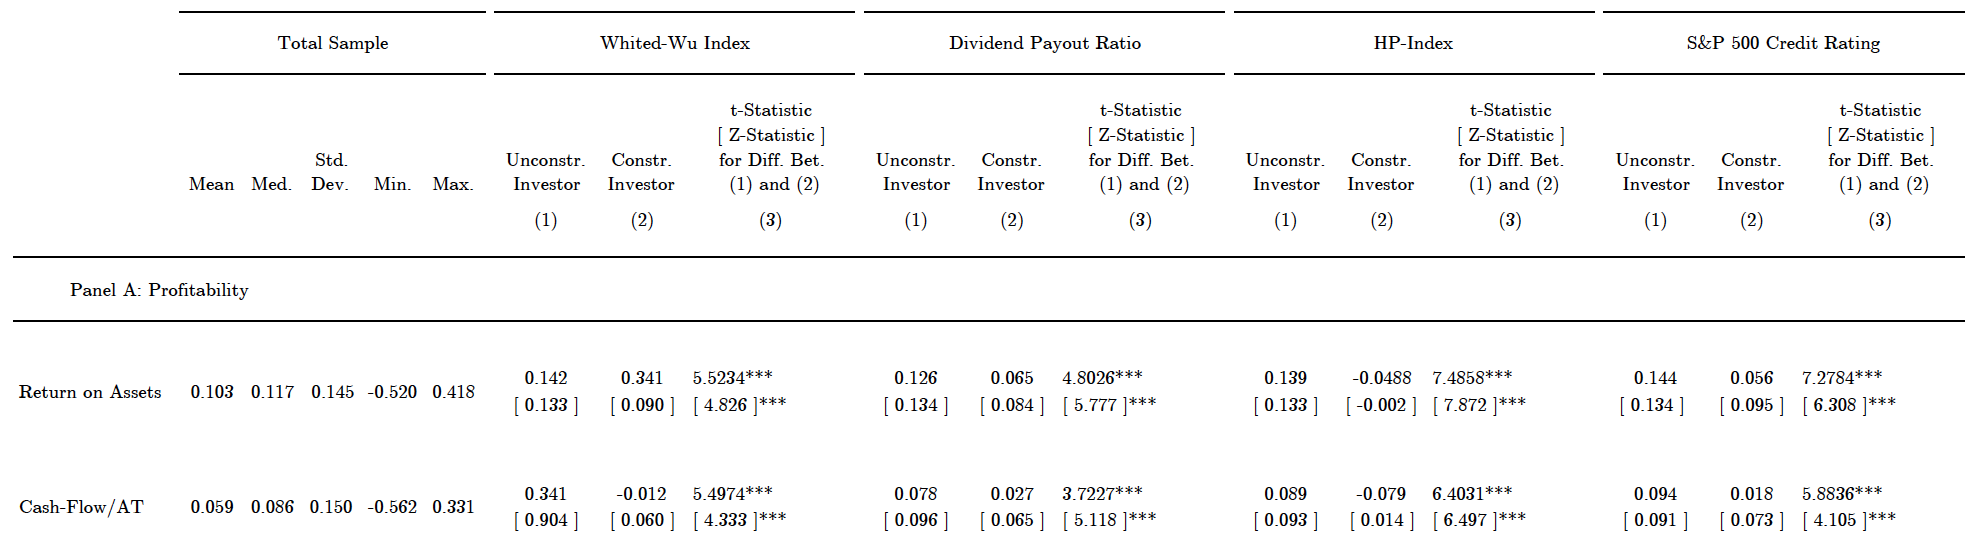 Total Sample Whited-Wu Index Dividend Payout Ratio HP-Index S&P 500 Credit Rating
t-Statistic t-Statistic t-Statistic t-Statistic
[ Z-Statistic ] [ Z-Statistic ] [ Z-Statistic ] [ Z-Statistic ]
Std. Unconstr. Constr. for Diff. Bet. Unconstr. Constr. for Diff. Bet. Unconstr. Constr. for Diff. Bet. Unconstr. Constr. for Diff. Bet.
Mean Med. Dev. Min. Max. Investor Investor (1) and (2) Investor Investor (1) and (2) Investor Investor (1) and (2) Investor Investor (1) and (2)
(1) (2) (3) (1) (2) (3) (1) (2) (3) (1) (2) (3)
Panel A: Profitability
0.142 0.341 5.5234*** 0.126 0.065 4.8026*** 0.139 -0.0488 7.4858*** 0.144 0.056 7.2784***
Return on Assets 0.103 0.117 0.145 -0.520 0.418
[ 0.133 ] [ 0.090 ] [ 4.826 ]*** [ 0.134 ] [ 0.084 ] [ 5.777 ]*** [ 0.133 ] [ -0.002 ] [ 7.872 ]*** [ 0.134 ] [ 0.095 ] [ 6.308 ]***
0.341 -0.012 5.4974*** 0.078 0.027 3.7227*** 0.089 -0.079 6.4031*** 0.094 0.018 5.8836***
Cash-Flow/AT 0.059 0.086 0.150 -0.562 0.331
[ 0.904 ] [ 0.060 ] [ 4.333 ]*** [ 0.096 ] [ 0.065 ] [ 5.118 ]*** [ 0.093 ] [ 0.014 ] [ 6.497 ]*** [ 0.091 ] [ 0.073 ] [ 4.105 ]***